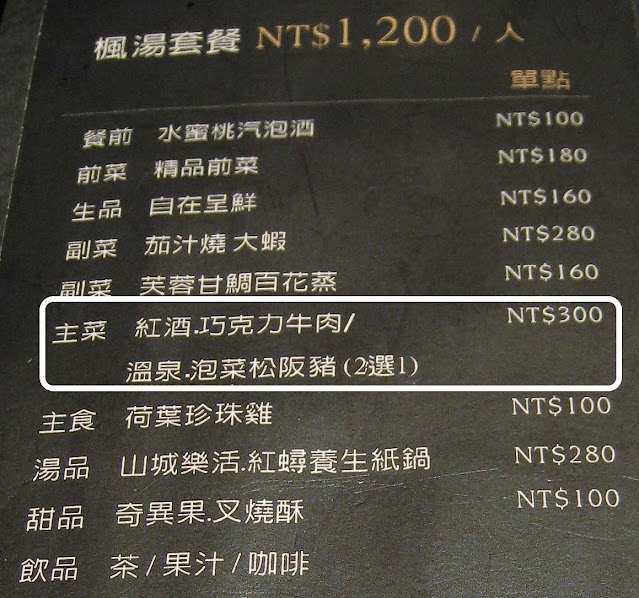 楓湯套餐 NT$1,200 / 人
單點
餐前 水蜜桃汽泡酒 NT$100
前菜 精品前菜 NT$180
生品 自在呈鮮 NT$160
副菜 茄汁燒 大蝦 NT$280
副菜 芙蓉甘鯛百花蒸 NT$160
主菜 紅酒.巧克力牛肉/ NT$300
溫泉.泡菜松阪豬 (2選1)
主食 荷葉珍珠雞 NT$100
湯品 山城樂活.紅蟳養生紙鍋 NT$280
甜品 奇異果.叉燒酥 NT$100
飲品 茶 / 果汁 / 咖啡